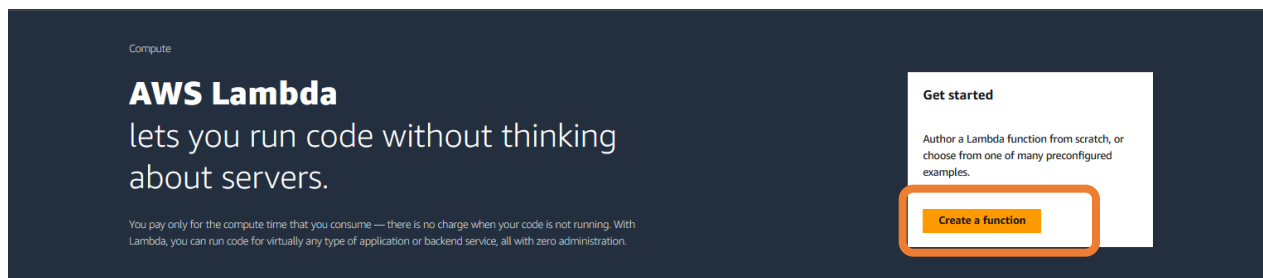 Compute
AWS Lambda
lets you run code without thinking
about servers.
You pay only for the compute time that you consume — there is no charge when your code is not running. With
Lambda, you can run code for virtually any type of application or backend service, all with zero administration.
Get started
Author a Lambda function from scratch, or
choose from one of many preconfigured
examples.
Create a function